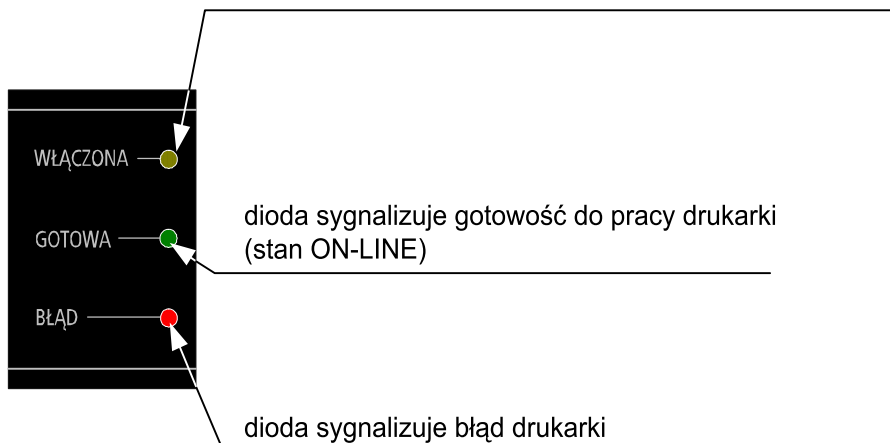 WŁĄCZONA
dioda sygnalizuje gotowość do pracy drukarki
(stan ON-LINE)
GOTOWA
BŁĄD
dioda sygnalizuje błąd drukarki